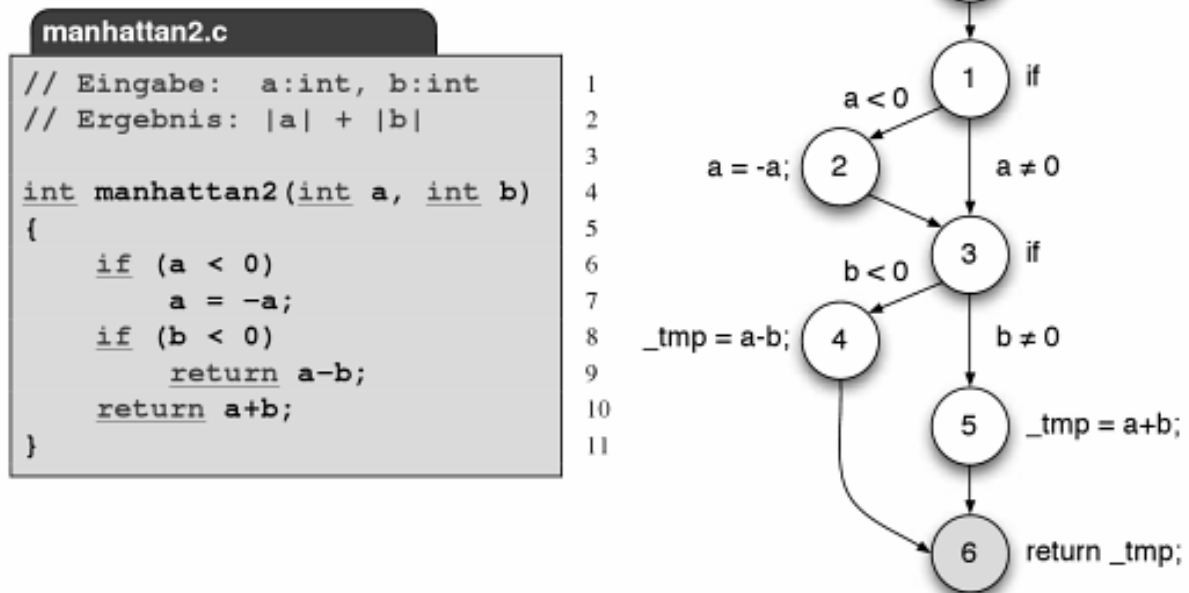 manhattan2.c
// Eingabe:  a:int, b:int 1
// Ergebnis: |a| + |b| 2
3
int manhattan2(int a, int b) 4
{ 5
    if (a < 0) 6
        a = -a; 7
    if (b < 0) 8
        return a-b; 9
    return a+b; 10
} 11
1 if
a < 0
a ≠ 0
a = -a; 2
3 if
b < 0
b ≠ 0
_tmp = a-b; 4
5 _tmp = a+b;
6 return _tmp;